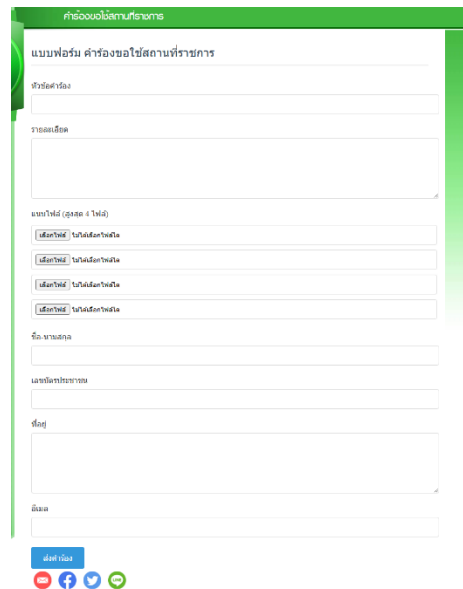 คำร้องขอใช้สถานที่ราชการ
แบบฟอร์ม คำร้องขอใช้สถานที่ราชการ
หัวข้อคำร้อง
รายละเอียด
แนบไฟล์ (สูงสุด 4 ไฟล์)
เลือกไฟล์ ไม่ได้เลือกไฟล์ใด
เลือกไฟล์ ไม่ได้เลือกไฟล์ใด
เลือกไฟล์ ไม่ได้เลือกไฟล์ใด
เลือกไฟล์ ไม่ได้เลือกไฟล์ใด
ชื่อ-นามสกุล
เลขบัตรประชาชน
ที่อยู่
อีเมล
ส่งคำร้อง
LINE